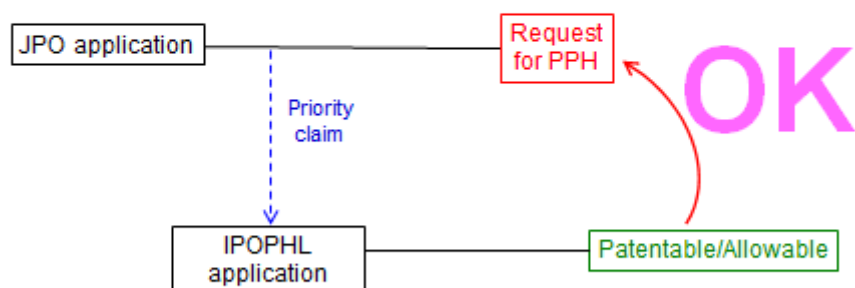 JPO application
Request
for PPH
OK
Priority
claim
IPOPHL
application
Patentable/Allowable